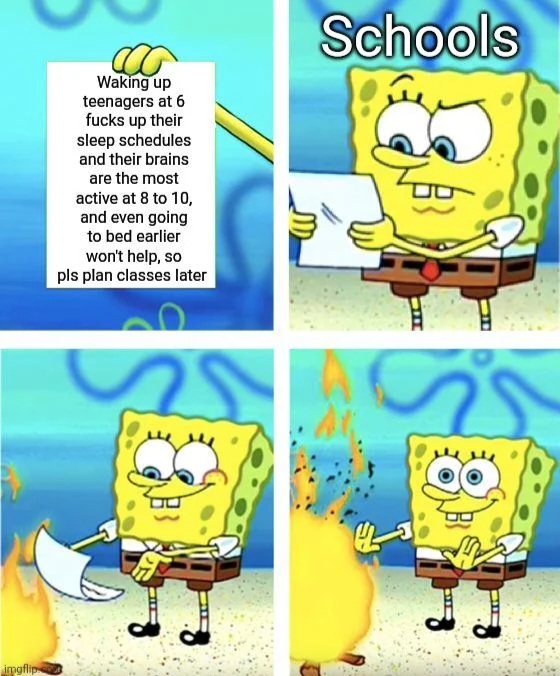 Waking up
teenagers at 6
fucks up their
sleep schedules
and their brains
are the most
active at 8 to 10,
and even going
to bed earlier
won't help, so
pls plan classes later
Schools
imgflip.com